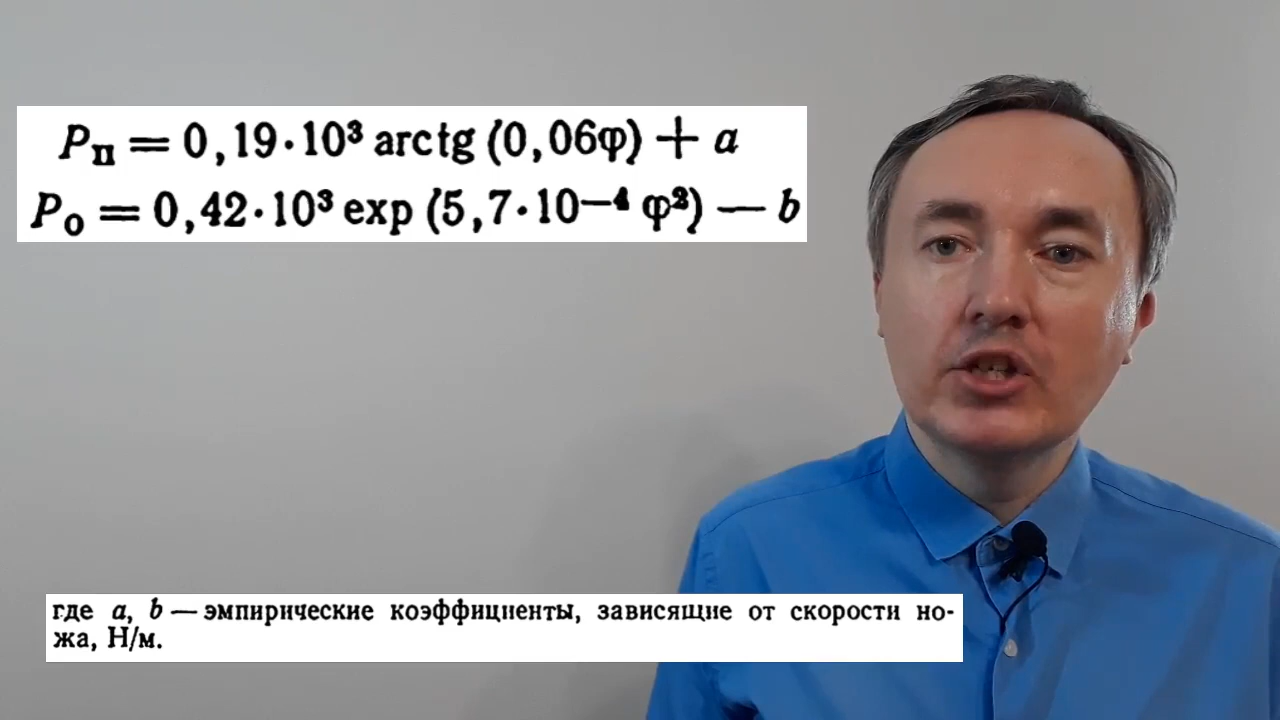 Pп = 0,19·10³ arctg (0,06φ) + a
Pо = 0,42·10³ exp (5,7·10⁻⁴ φ²) — b
где a, b — эмпирические коэффициенты, зависящие от скорости но-
жа, Н/м.